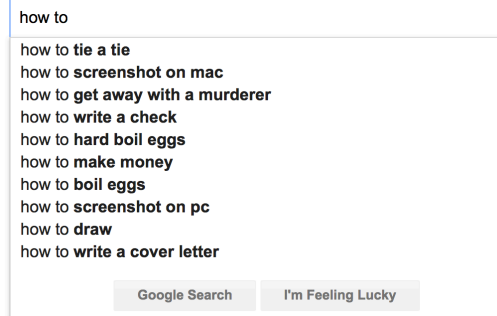 how to
how to tie a tie
how to screenshot on mac
how to get away with a murderer
how to write a check
how to hard boil eggs
how to make money
how to boil eggs
how to screenshot on pc
how to draw
how to write a cover letter
Google Search I'm Feeling Lucky